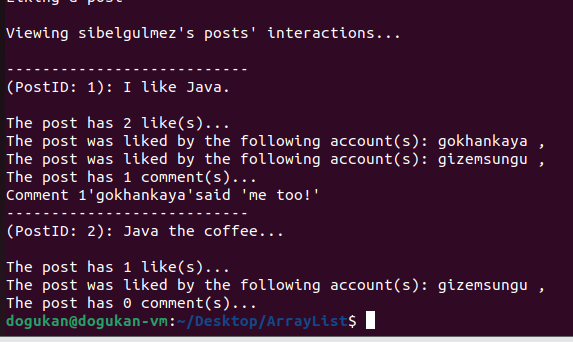 Liking a post
Viewing sibelgulmez's posts' interactions...
----------------------------
(PostID: 1): I like Java.
The post has 2 like(s)...
The post was liked by the following account(s): gokhankaya ,
The post was liked by the following account(s): gizemsungu ,
The post has 1 comment(s)...
Comment 1'gokhankaya'said 'me too!'
----------------------------
(PostID: 2): Java the coffee...
The post has 1 like(s)...
The post was liked by the following account(s): gizemsungu ,
The post has 0 comment(s)...
dogukan@dogukan-vm:~/Desktop/ArrayList$